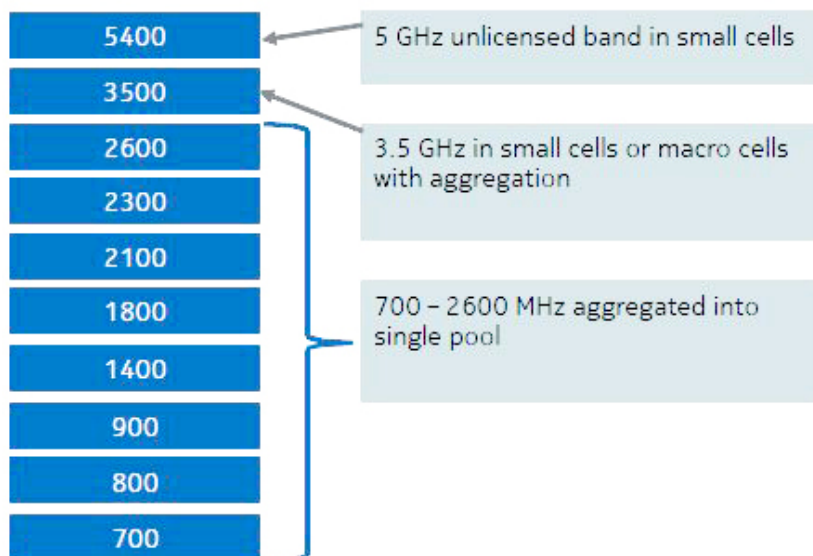 5400
5 GHz unlicensed band in small cells
3500
2600
3.5 GHz in small cells or macro cells
with aggregation
2300
2100
1800
700 – 2600 MHz aggregated into
single pool
1400
900
800
700